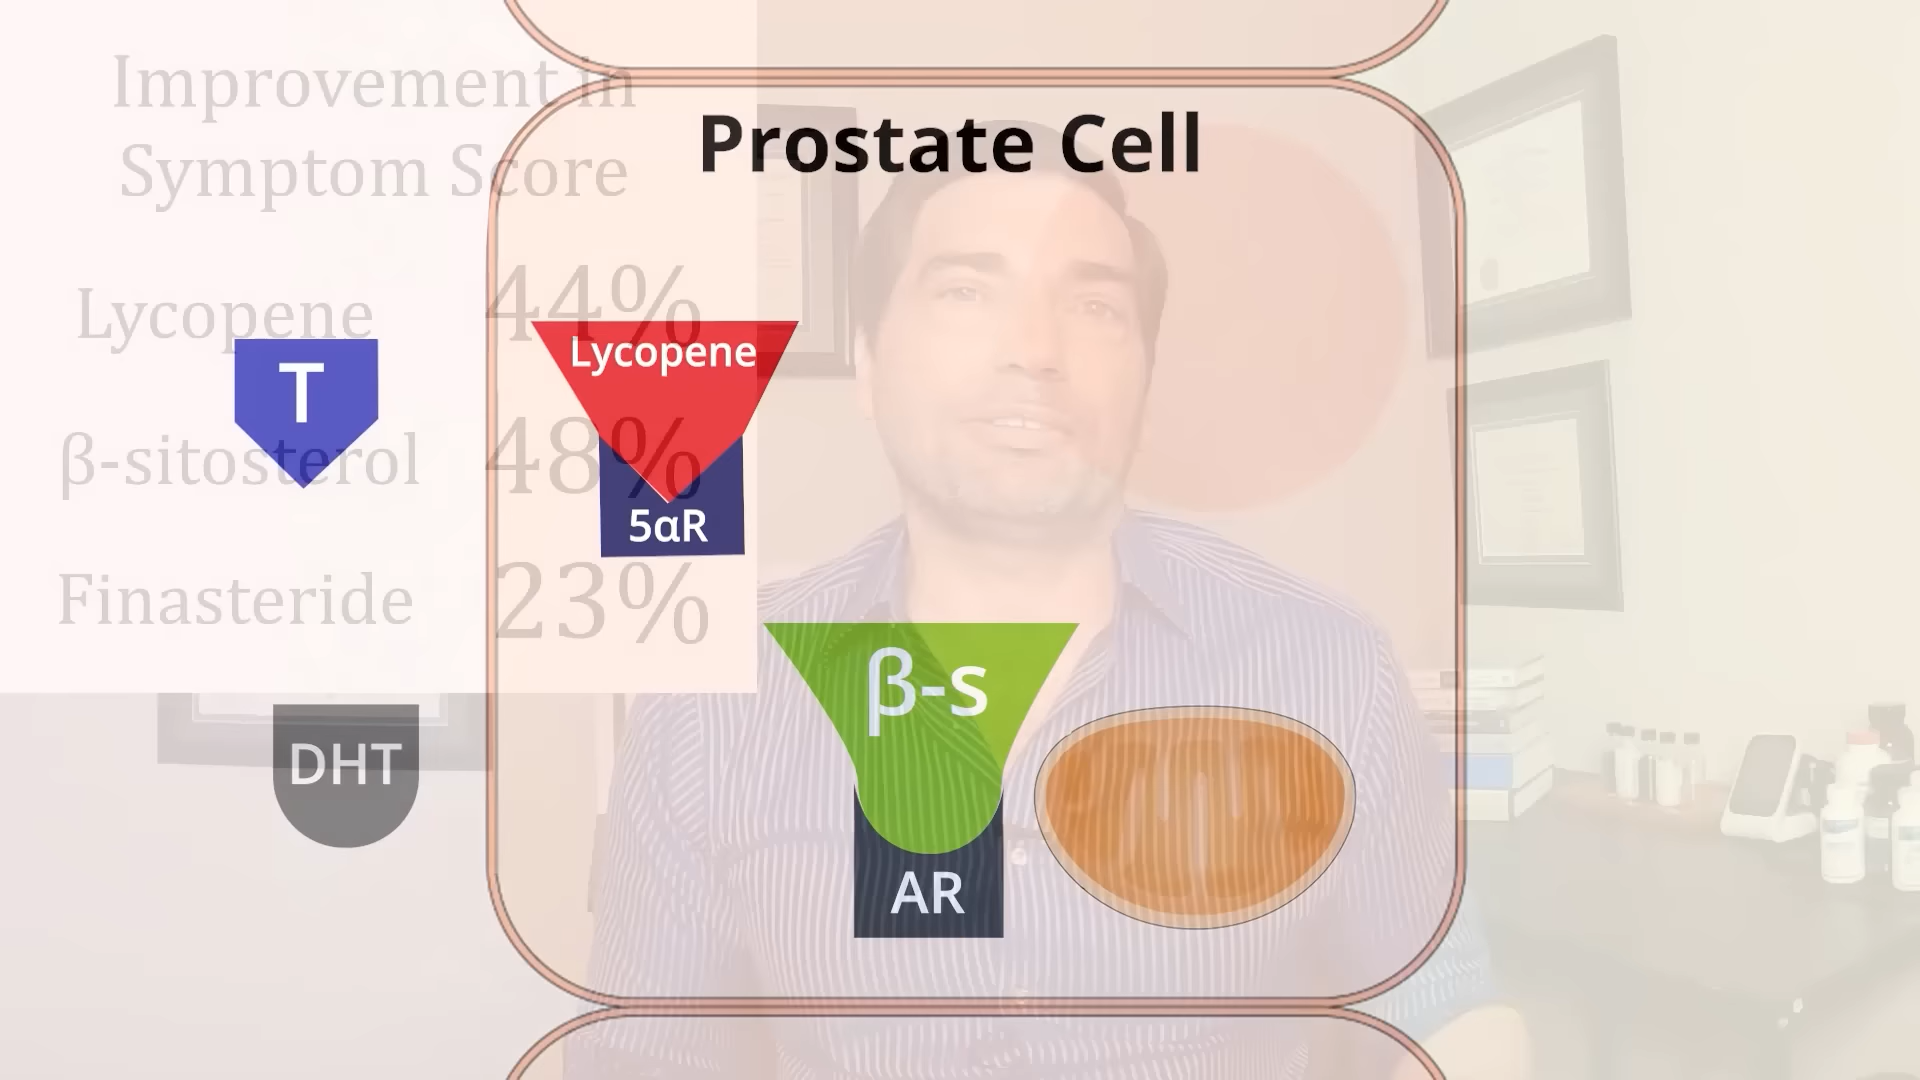 Improvement in
Symptom Score
Lycopene 44%
β-sitosterol 48%
Finasteride 23%
Prostate Cell
T
Lycopene
5αR
β-s
DHT
AR